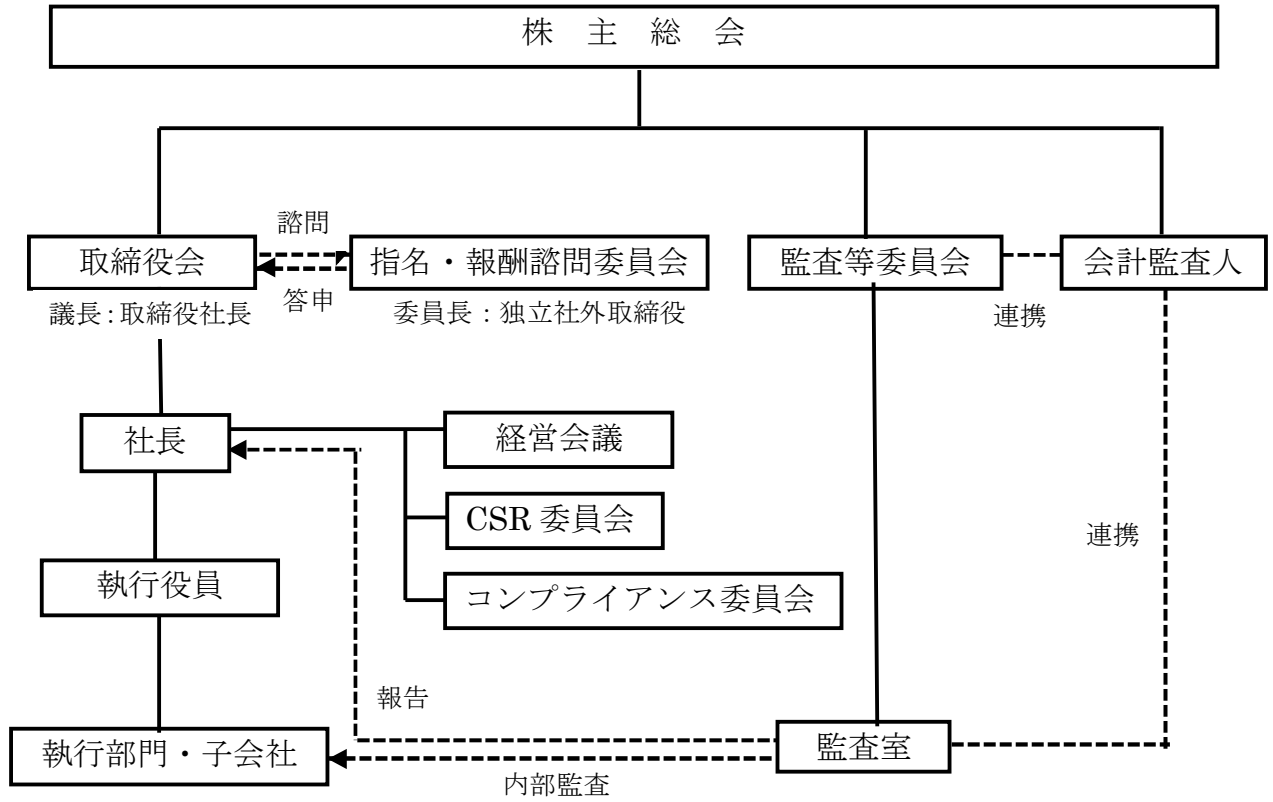 株 主 総 会
諮問
取締役会
指名・報酬諮問委員会
監査等委員会
会計監査人
答申
議長:取締役社長
委員長:独立社外取締役
連携
社長
経営会議
CSR 委員会
連携
執行役員
コンプライアンス委員会
報告
執行部門・子会社
監査室
内部監査